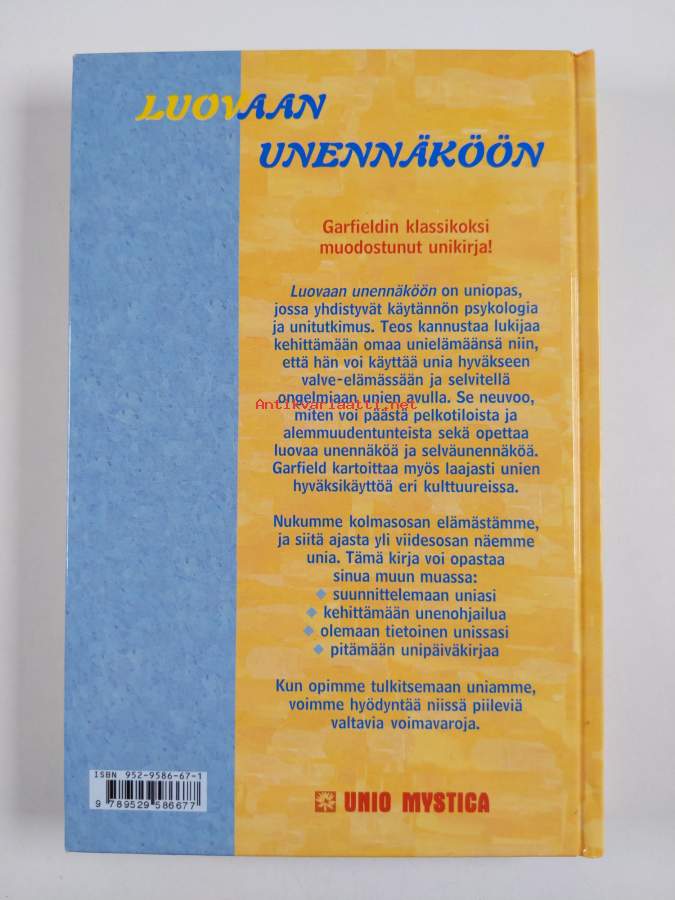 LUOVAAN
UNENNÄKÖÖN
Garfieldin klassikoksi
muodostunut unikirja!
Luovaan unennäköön on uniopas,
jossa yhdistyvät käytännön psykologia
ja unitutkimus. Teos kannustaa lukijaa
kehittämään omaa unielämäänsä niin,
että hän voi käyttää unia hyväkseen
valve-elämässään ja selvitellä
ongelmiaan unien avulla. Se neuvoo,
Antikvariaatti.net
miten voi päästä pelkotiloista ja
alemmuudentunteista sekä opettaa
luovaa unennäköä ja selväunennäköä.
Garfield kartoittaa myös laajasti unien
hyväksikäyttöä eri kulttuureissa.
Nukumme kolmasosan elämästämme,
ja siitä ajasta yli viidesosan näemme
unia. Tämä kirja voi opastaa
sinua muun muassa:
◆ suunnittelemaan uniasi
◆ kehittämään unenohjailua
◆ olemaan tietoinen unissasi
◆ pitämään unipäiväkirjaa
Kun opimme tulkitsemaan uniamme,
voimme hyödyntää niissä piileviä
valtavia voimavaroja.
ISBN 952-9586-67-1
9 789529 586677
UNIO MYSTICA